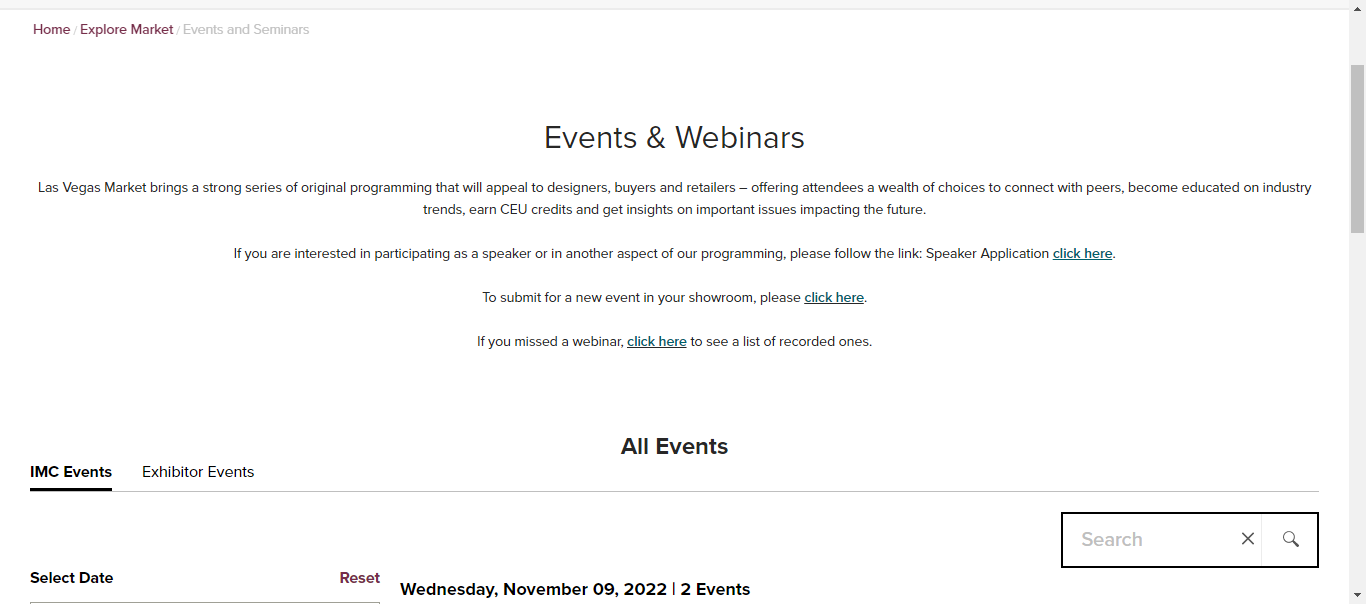 Home / Explore Market / Events and Seminars
Events & Webinars
Las Vegas Market brings a strong series of original programming that will appeal to designers, buyers and retailers – offering attendees a wealth of choices to connect with peers, become educated on industry
trends, earn CEU credits and get insights on important issues impacting the future.
If you are interested in participating as a speaker or in another aspect of our programming, please follow the link: Speaker Application click here.
To submit for a new event in your showroom, please click here.
If you missed a webinar, click here to see a list of recorded ones.
All Events
IMC Events
Exhibitor Events
Search
Select Date
Reset
Wednesday, November 09, 2022 | 2 Events